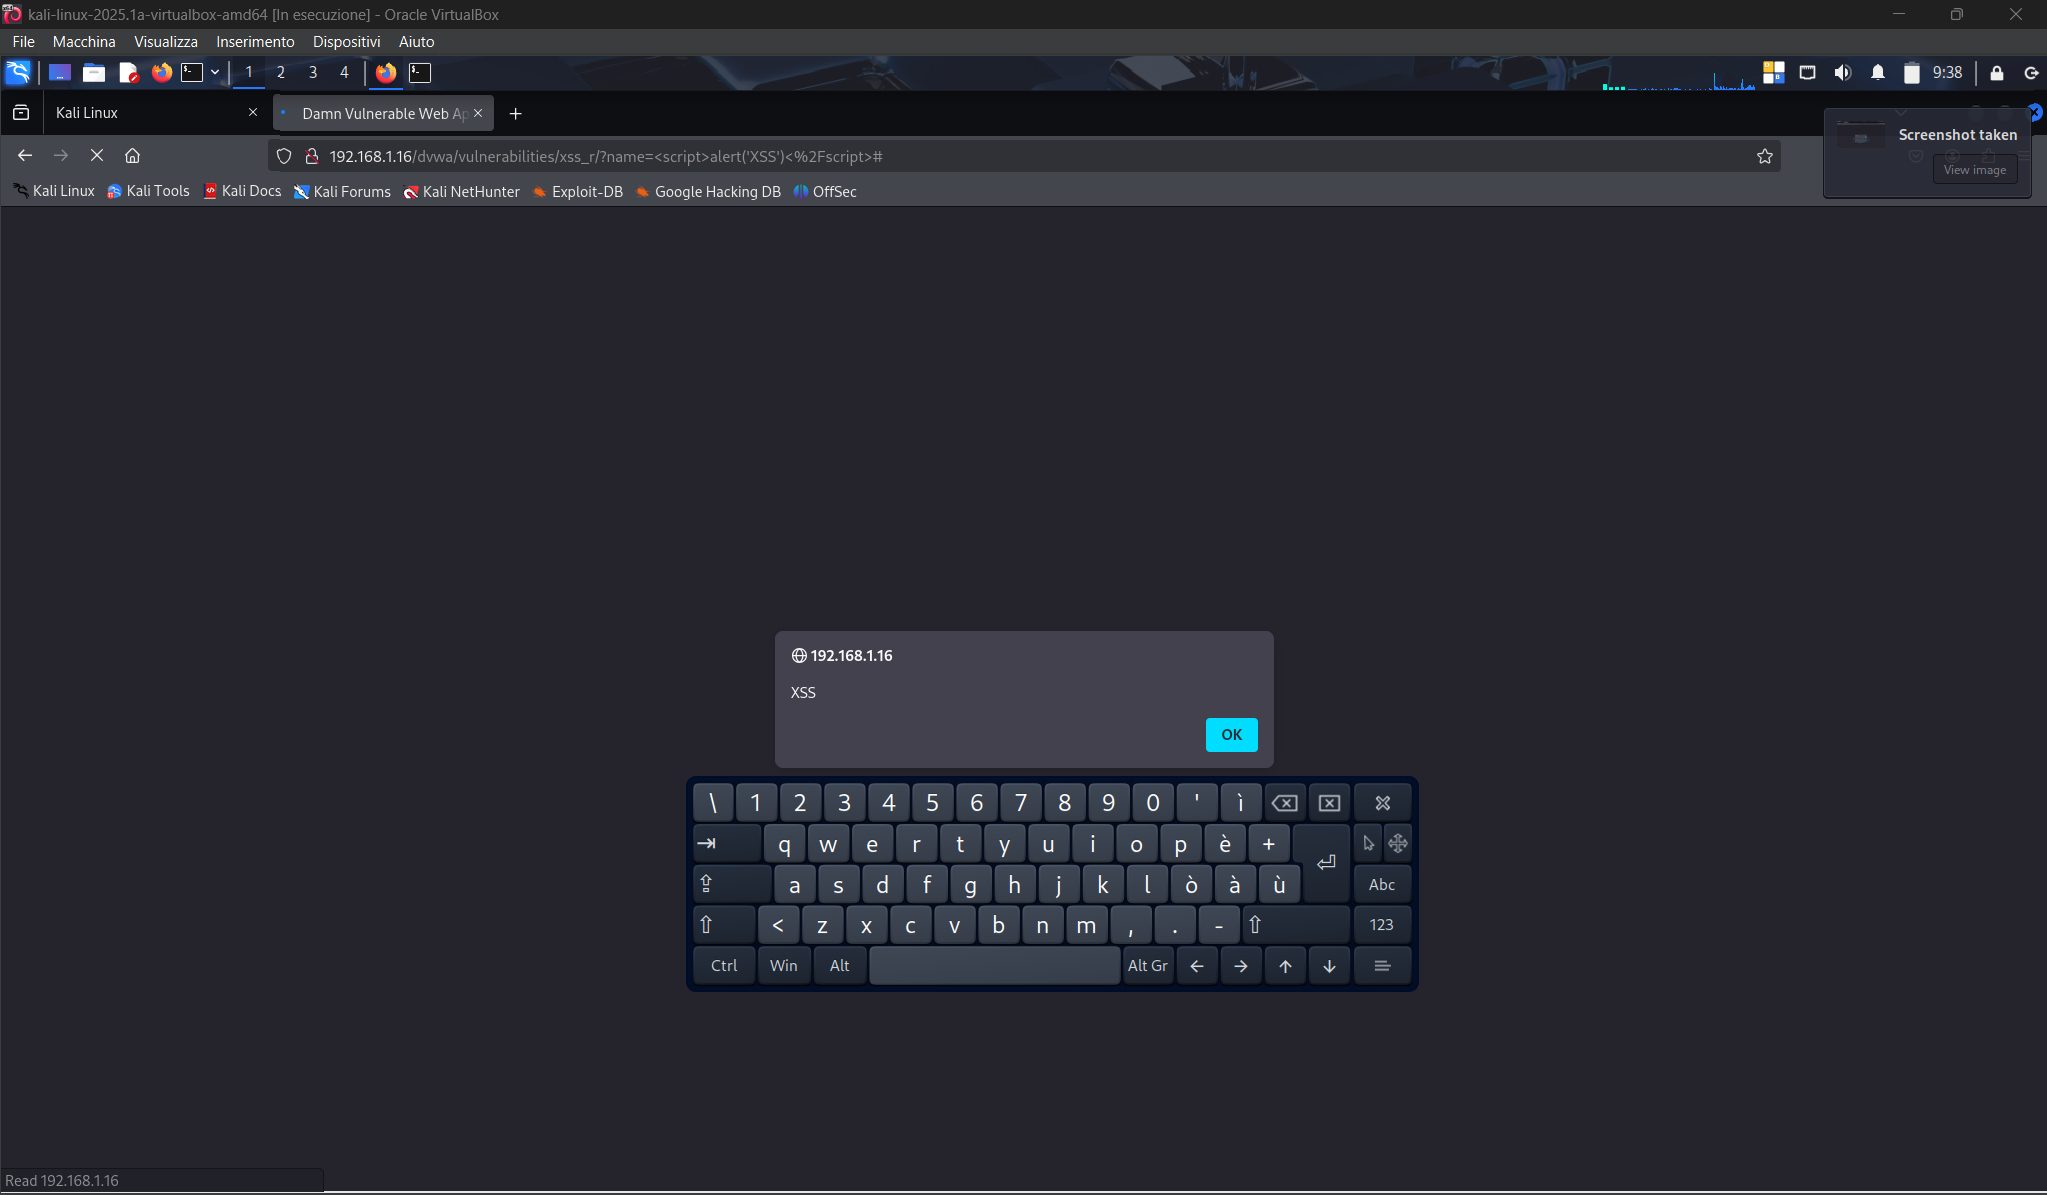 kali-linux-2025.1a-virtualbox-amd64 [In esecuzione] - Oracle VirtualBox
File Macchina Visualizza Inserimento Dispositivi Aiuto
1 2 3 4 9:38
Kali Linux
Damn Vulnerable Web Ap
Screenshot taken
View image
192.168.1.16/dvwa/vulnerabilities/xss_r/?name=<script>alert('XSS')<%2Fscript>#
Kali Linux Kali Tools Kali Docs Kali Forums Kali NetHunter Exploit-DB Google Hacking DB OffSec
192.168.1.16
XSS
OK
\ 1 2 3 4 5 6 7 8 9 0 ' ì
q w e r t y u i o p è +
a s d f g h j k l ò à ù Abc
< z x c v b n m , . - 123
Ctrl Win Alt Alt Gr
Read 192.168.1.16